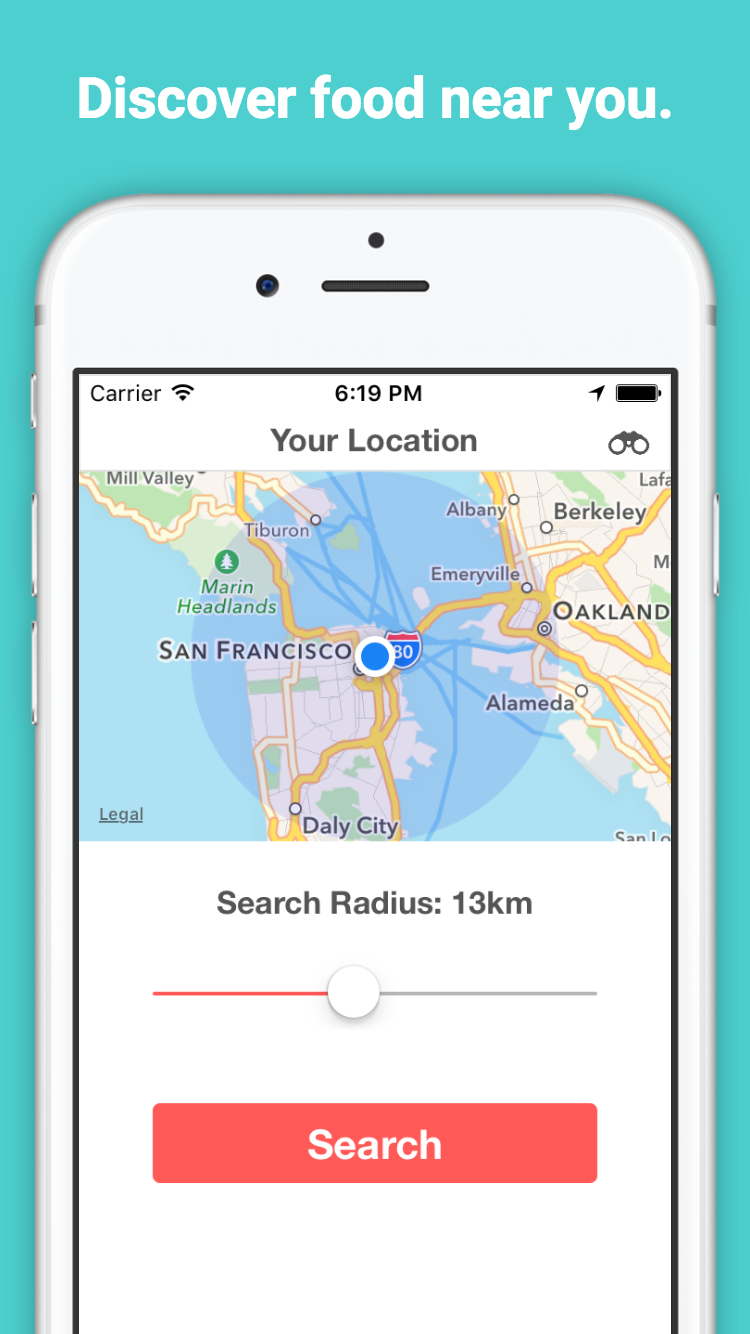 Discover food near you.
Carrier 6:19 PM
Your Location
Mill Valley
Lafa
Albany
Berkeley
Tiburon
M
Emeryville
Marin
Headlands
OAKLAND
SAN FRANCISCO
80
Alameda
Legal
Daly City
San Lo
Search Radius: 13km
Search